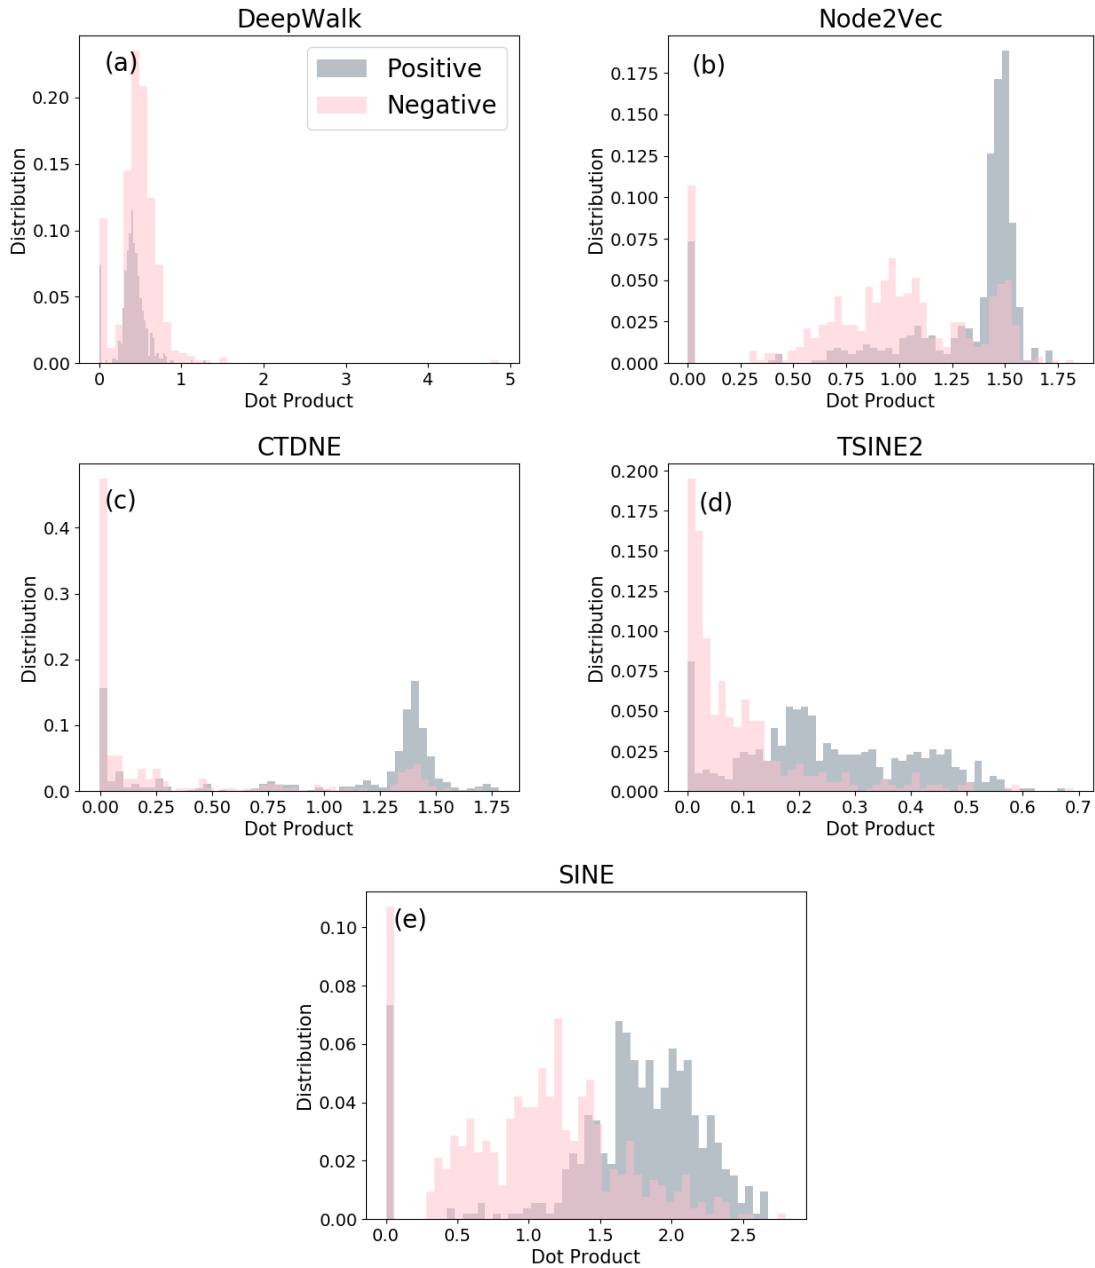 DeepWalk
(a)
Positive
Negative
Distribution
0.20
0.15
0.10
0.05
0.00
0 1 2 3 4 5
Dot Product
Node2Vec
(b)
Distribution
0.175
0.150
0.125
0.100
0.075
0.050
0.025
0.000
0.00 0.25 0.50 0.75 1.00 1.25 1.50 1.75
Dot Product
CTDNE
(c)
Distribution
0.4
0.3
0.2
0.1
0.0
0.00 0.25 0.50 0.75 1.00 1.25 1.50 1.75
Dot Product
TSINE2
(d)
Distribution
0.200
0.175
0.150
0.125
0.100
0.075
0.050
0.025
0.000
0.0 0.1 0.2 0.3 0.4 0.5 0.6 0.7
Dot Product
SINE
(e)
Distribution
0.10
0.08
0.06
0.04
0.02
0.00
0.0 0.5 1.0 1.5 2.0 2.5
Dot Product